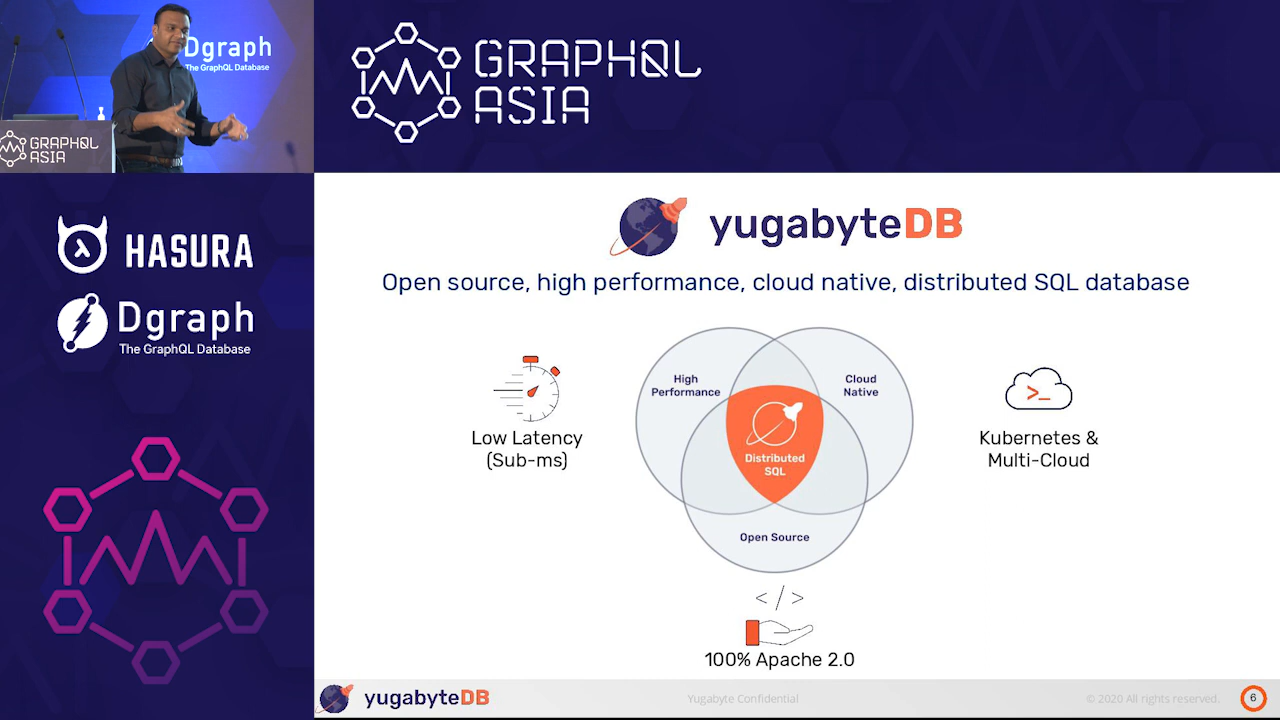 Dgraph
The GraphQL Database
GRAPHQL
ASIA
GRAPHQL
ASIA
HASURA
Dgraph
The GraphQL Database
yugabyteDB
Open source, high performance, cloud native, distributed SQL database
High
Performance
Cloud
Native
Distributed
SQL
Open Source
Low Latency
(Sub-ms)
>_
Kubernetes &
Multi-Cloud
</>
100% Apache 2.0
yugabyteDB
Yugabyte Confidential
© 2020 All rights reserved.
6